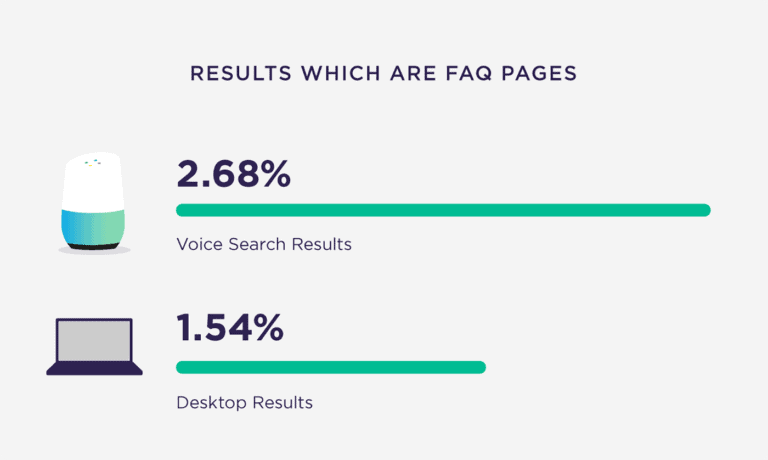 RESULTS WHICH ARE FAQ PAGES
2.68%
Voice Search Results
1.54%
Desktop Results